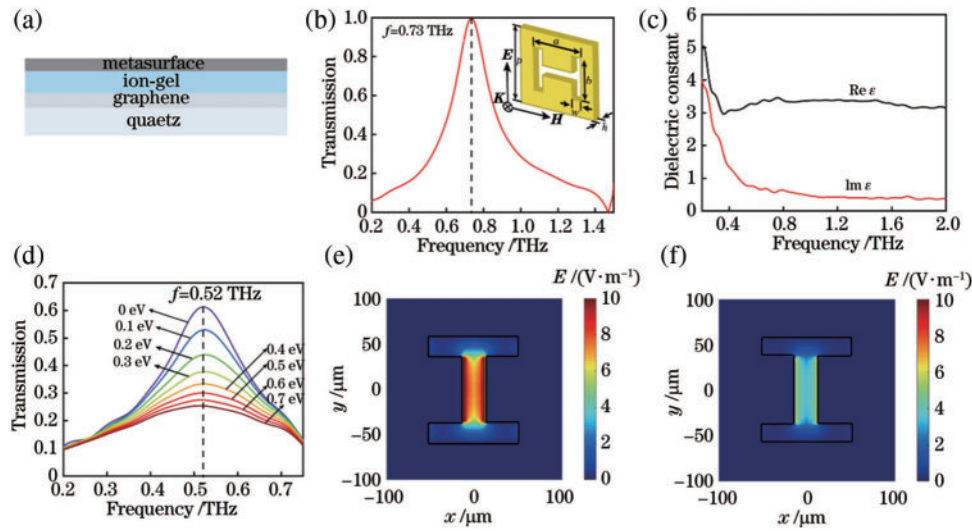 (a)
metasurface
ion-gel
graphene
quaetz
(b)
f=0.73 THz
Transmission
1.0
0.8
0.6
0.4
0.2
0
0.2 0.4 0.6 0.8 1.0 1.2 1.4
Frequency /THz
p
a
b
w
h
E
K
H
(c)
Dielectric constant
6
5
4
3
2
1
0
0.4 0.8 1.2 1.6 2.0
Frequency/THz
Re ε
Im ε
(d)
f=0.52 THz
Transmission
0.7
0.6
0.5
0.4
0.3
0.2
0.1
0
0.2 0.3 0.4 0.5 0.6 0.7
Frequency /THz
0 eV
0.1 eV
0.2 eV
0.3 eV
0.4 eV
0.5 eV
0.6 eV
0.7 eV
(e)
E /(V·m⁻¹)
y /μm
100
50
0
−50
−100
−100 0 100
x /μm
10
8
6
4
2
0
(f)
E /(V·m⁻¹)
y /μm
100
50
0
−50
−100
−100 0 100
x /μm
10
8
6
4
2
0